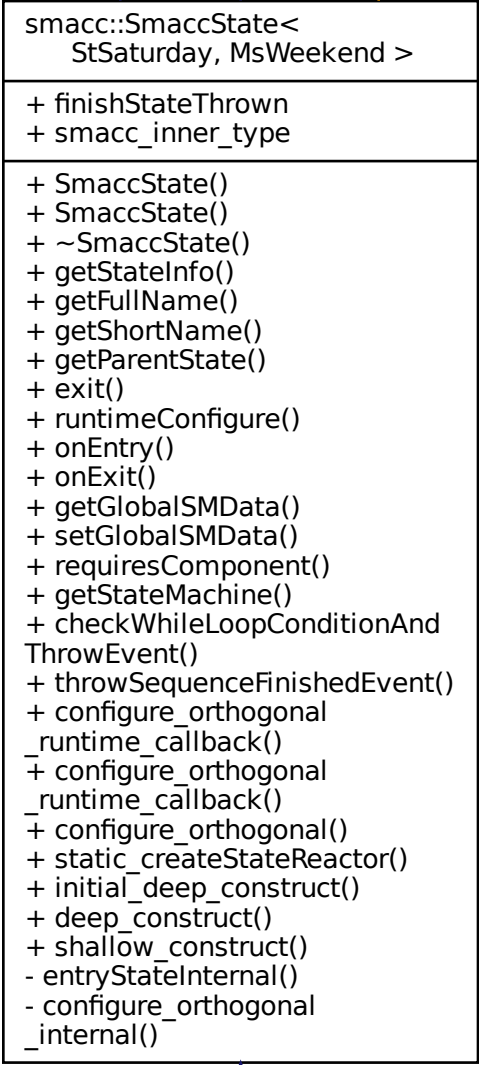 smacc::SmaccState<
StSaturday, MsWeekend >
+ finishStateThrown
+ smacc_inner_type
+ SmaccState()
+ SmaccState()
+ ~SmaccState()
+ getStateInfo()
+ getFullName()
+ getShortName()
+ getParentState()
+ exit()
+ runtimeConfigure()
+ onEntry()
+ onExit()
+ getGlobalSMData()
+ setGlobalSMData()
+ requiresComponent()
+ getStateMachine()
+ checkWhileLoopConditionAnd
ThrowEvent()
+ throwSequenceFinishedEvent()
+ configure_orthogonal
_runtime_callback()
+ configure_orthogonal
_runtime_callback()
+ configure_orthogonal()
+ static_createStateReactor()
+ initial_deep_construct()
+ deep_construct()
+ shallow_construct()
- entryStateInternal()
- configure_orthogonal
_internal()